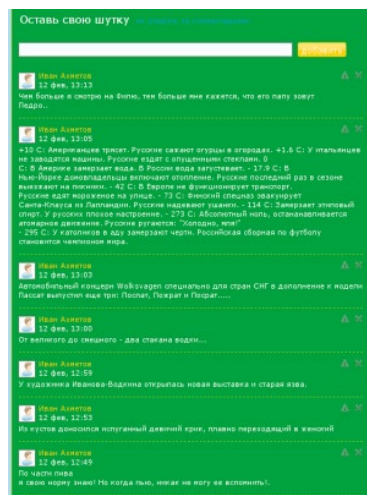 Оставь свою шутку
добавить
Иван Ахметов
12 фев, 13:13
Чем больше я смотрю на Филю, тем больше мне кажется, что его папу зовут
Педро..
Иван Ахметов
12 фев, 13:05
+10 С: Американцев трясет. Русские сажают огурцы в огородах. +1.6 С: У итальянцев
не заводятся машины. Русские ездят с опущенными стеклами. 0
С: В Америке замерзает вода. В России вода загустевает. - 17.9 С: В
Нью-Йорке домовладельцы включают отопление. Русские последний раз в сезоне
выезжают на пикники. - 42 С: В Европе не функционирует транспорт.
Русские едят мороженое на улице. - 73 С: Финский спецназ эвакуирует
Санта-Клауса из Лапландии. Русские надевают ушанки. - 114 С: Замерзает этиловый
спирт. У русских плохое настроение. - 273 С: Абсолютный ноль, останавливается
атомарное движение. Русские ругаются: "Холодно, мля!"
- 295 С: У католиков в аду замерзают черти. Российская сборная по футболу
становится чемпионом мира.
Иван Ахметов
12 фев, 13:03
Автомобильный концерн Wolksvagen специально для стран СНГ в дополнение к модели
Пассат выпустил еще три: Послат, Пожрат и Посрат.....
Иван Ахметов
12 фев, 13:00
От великого до смешного - два стакана водки...
Иван Ахметов
12 фев, 12:59
У художника Иванова-Водкина открылась новая выставка и старая язва.
Иван Ахметов
12 фев, 12:53
Из кустов доносился испуганный девичий крик, плавно переходящий в женский
Иван Ахметов
12 фев, 12:49
По части пива
я свою норму знаю! Но когда пью, никак не могу ее вспомнить!.